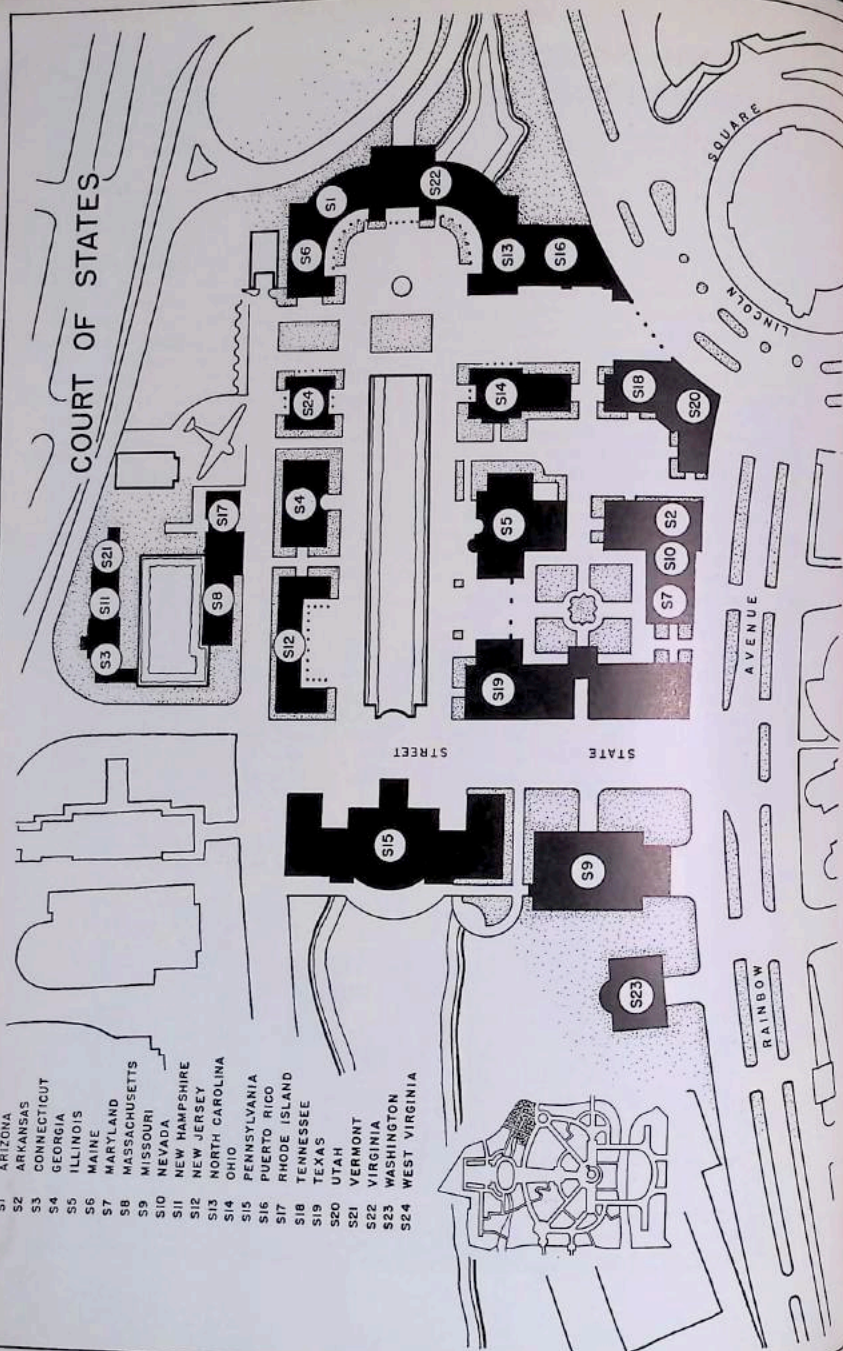 COURT OF STATES
S1 ARIZONA
S2 ARKANSAS
S3 CONNECTICUT
S4 GEORGIA
S5 ILLINOIS
S6 MAINE
S7 MARYLAND
S8 MASSACHUSETTS
S9 MISSOURI
S10 NEVADA
S11 NEW HAMPSHIRE
S12 NEW JERSEY
S13 NORTH CAROLINA
S14 OHIO
S15 PENNSYLVANIA
S16 PUERTO RICO
S17 RHODE ISLAND
S18 TENNESSEE
S19 TEXAS
S20 UTAH
S21 VERMONT
S22 VIRGINIA
S23 WASHINGTON
S24 WEST VIRGINIA
S3
S11
S21
S8
S17
S12
S4
S24
S6
S1
S22
S13
S16
S15
S19
S5
S14
S18
S20
S9
S7
S10
S2
S23
STATE
STREET
RAINBOW
AVENUE
LINCOLN
SQUARE